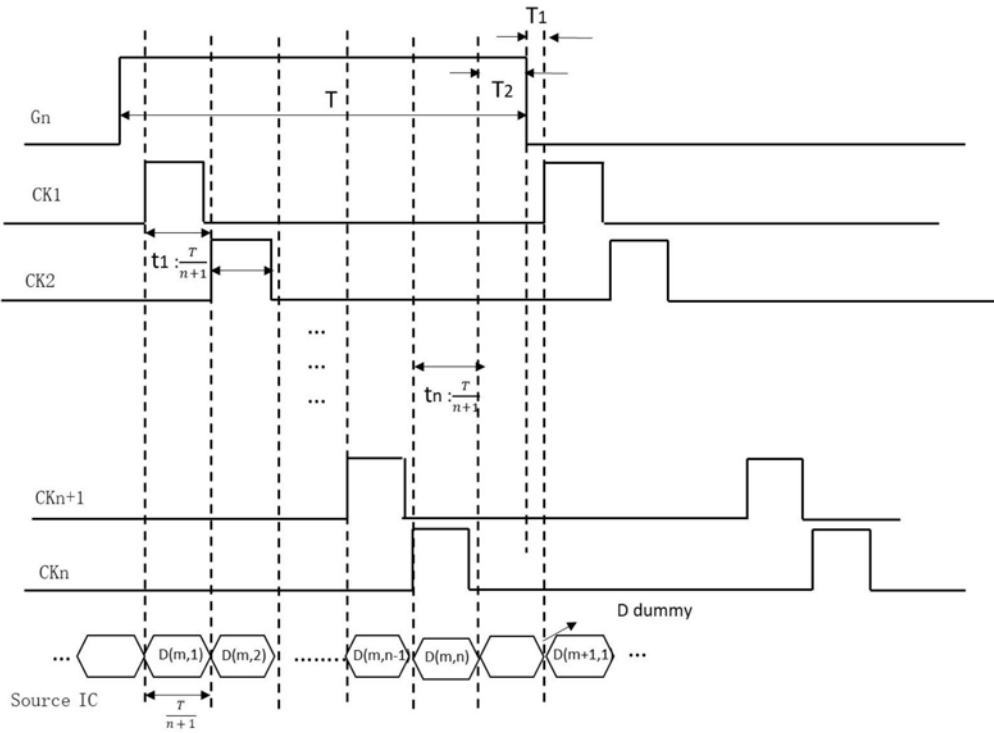 T1
T2
T
Gn
CK1
t1 : T/n+1
CK2
...
...
...
tn : T/n+1
CKn+1
CKn
D dummy
... D(m,1) D(m,2) ........ D(m,n-1) D(m,n) D(m+1,1) ...
Source IC
T/n+1